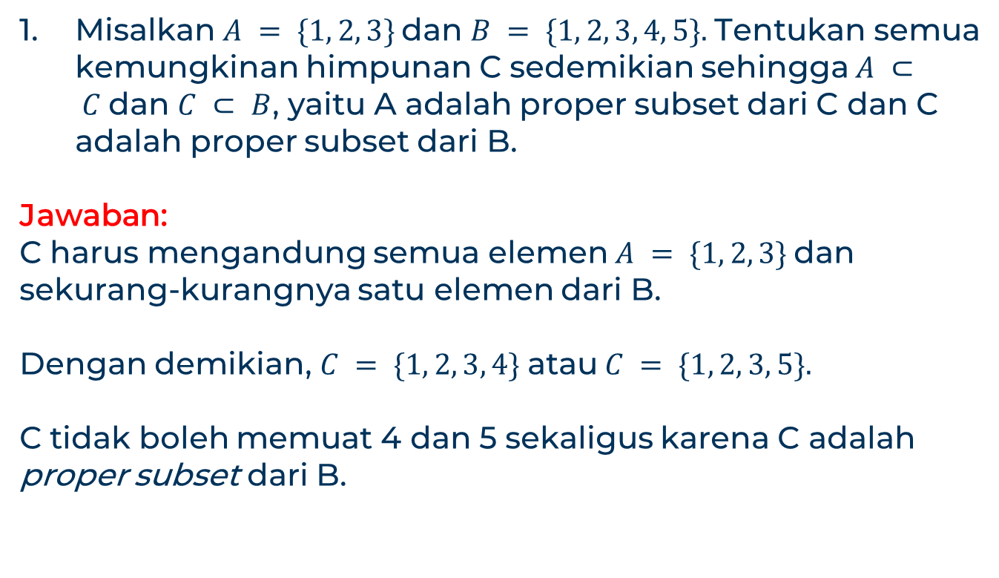 1. Misalkan A = {1, 2, 3} dan B = {1, 2, 3, 4, 5}. Tentukan semua
kemungkinan himpunan C sedemikian sehingga A ⊂
C dan C ⊂ B, yaitu A adalah proper subset dari C dan C
adalah proper subset dari B.
Jawaban:
C harus mengandung semua elemen A = {1, 2, 3} dan
sekurang-kurangnya satu elemen dari B.
Dengan demikian, C = {1, 2, 3, 4} atau C = {1, 2, 3, 5}.
C tidak boleh memuat 4 dan 5 sekaligus karena C adalah
proper subset dari B.